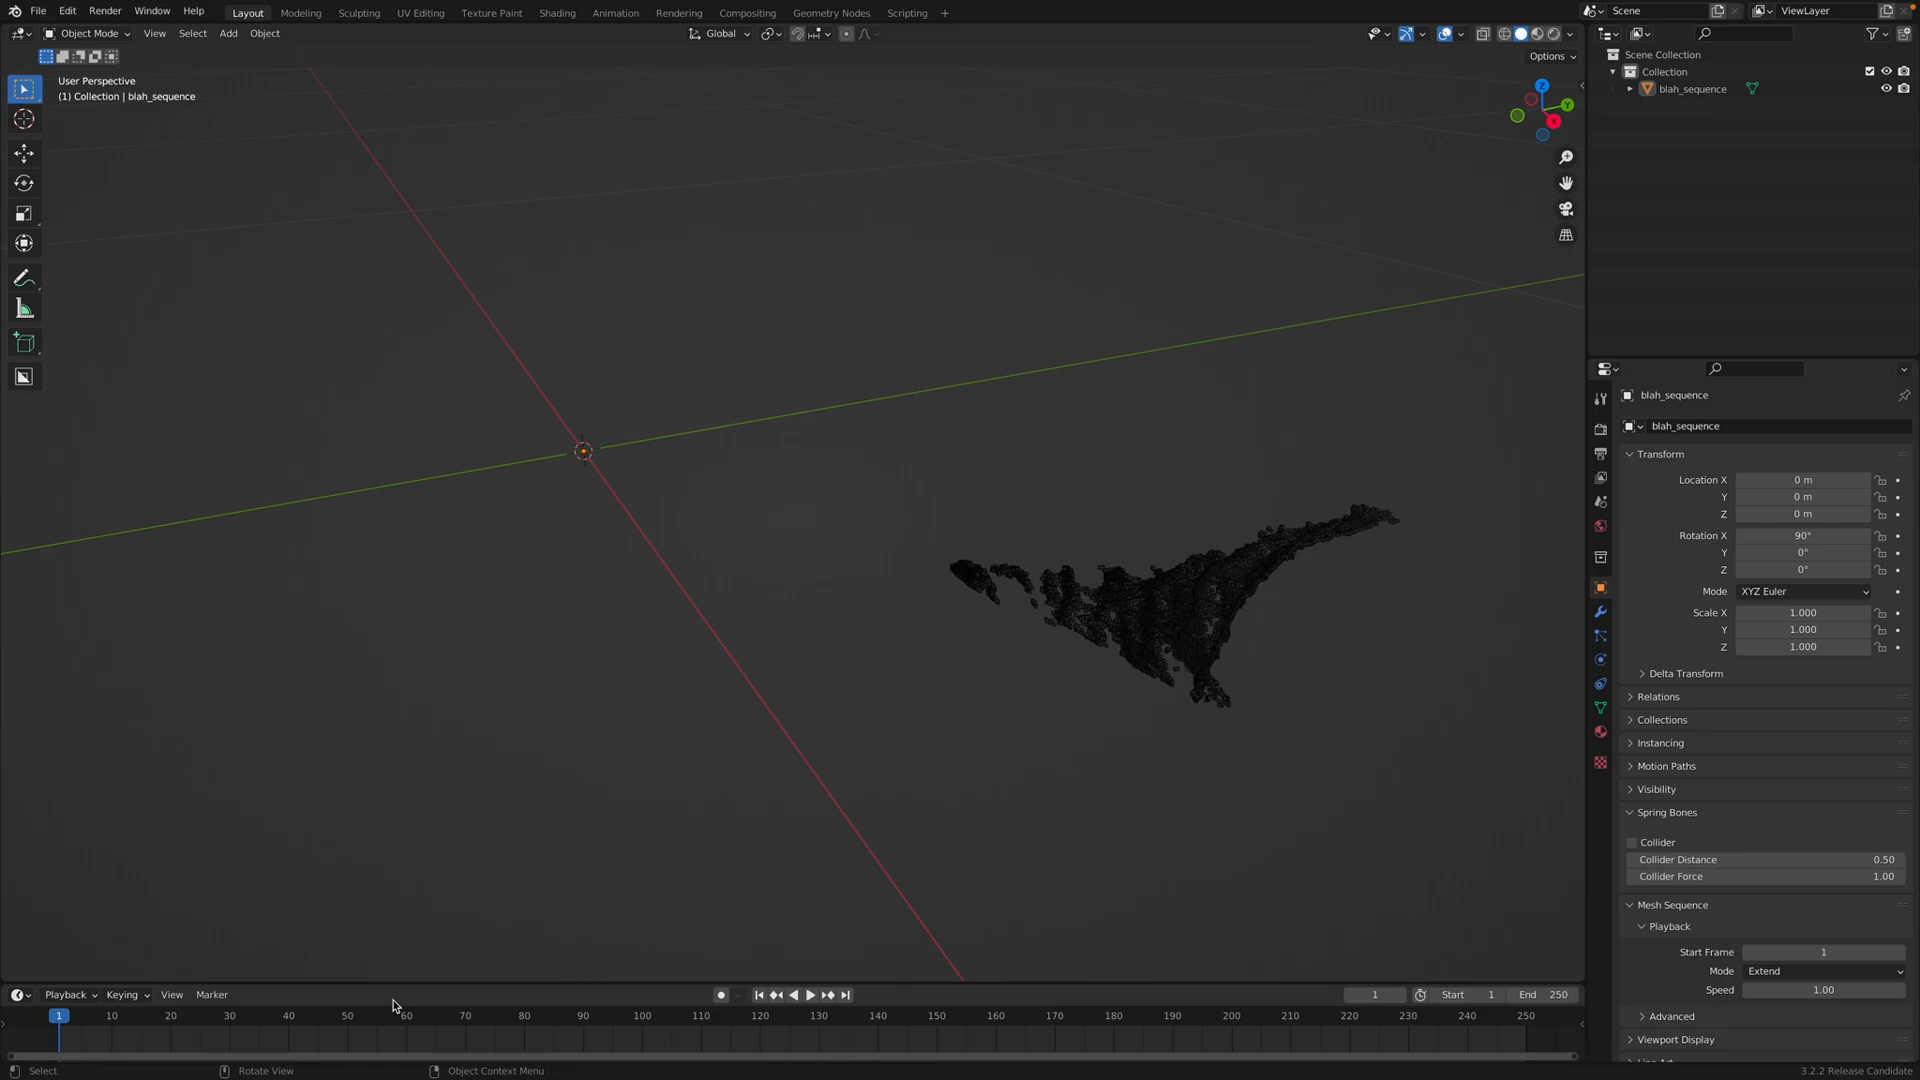 File Edit Render Window Help Layout Modeling Sculpting UV Editing Texture Paint Shading Animation Rendering Compositing Geometry Nodes Scripting + Scene ViewLayer
Object Mode View Select Add Object Global
Options
User Perspective
(1) Collection | blah_sequence
Z
Y
X
Scene Collection
Collection
blah_sequence
blah_sequence
blah_sequence
Transform
Location X 0 m
Y 0 m
Z 0 m
Rotation X 90°
Y 0°
Z 0°
Mode XYZ Euler
Scale X 1.000
Y 1.000
Z 1.000
Delta Transform
Relations
Collections
Instancing
Motion Paths
Visibility
Spring Bones
Collider
Collider Distance 0.50
Collider Force 1.00
Mesh Sequence
Playback
Start Frame 1
Mode Extend
Speed 1.00
Advanced
Viewport Display
Playback Keying View Marker 1 Start 1 End 250
1 10 20 30 40 50 60 70 80 90 100 110 120 130 140 150 160 170 180 190 200 210 220 230 240 250
Select Rotate View Object Context Menu 3.2.2 Release Candidate